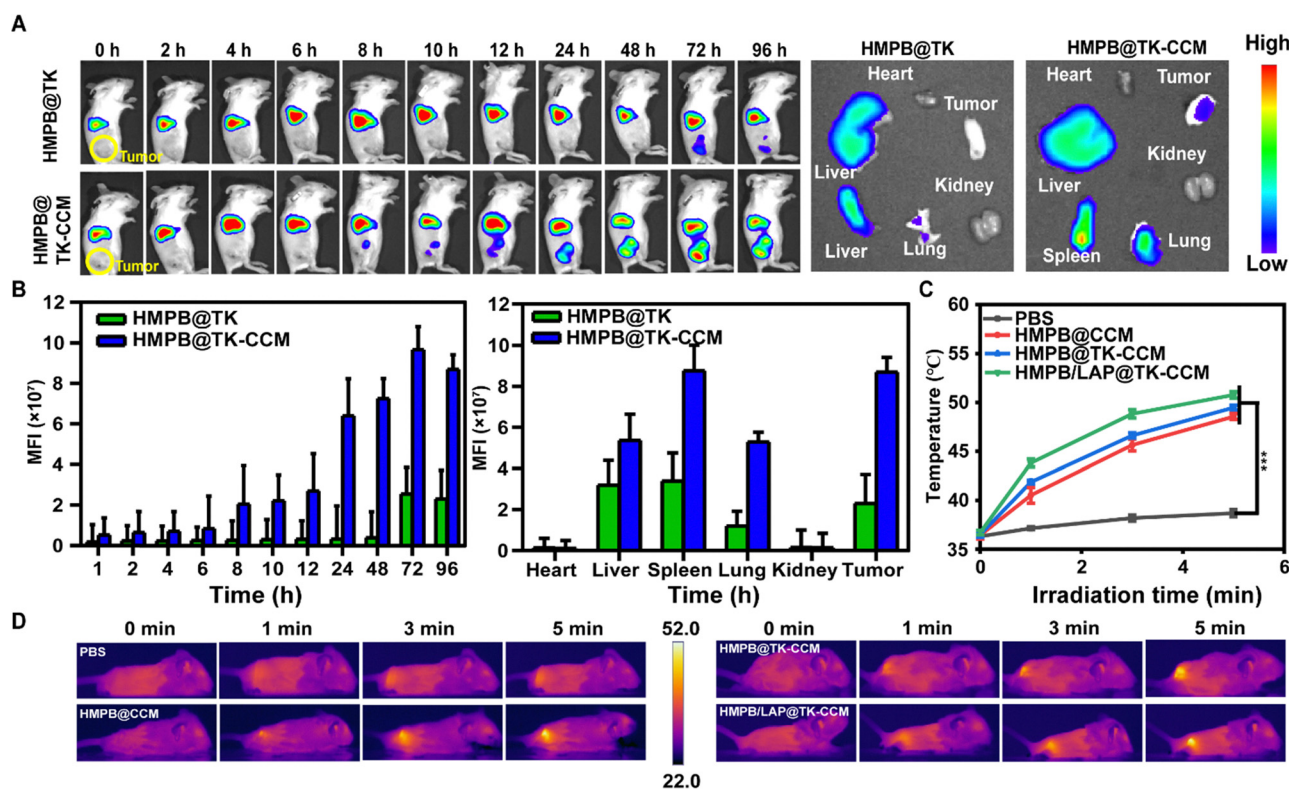 A
0 h 2 h 4 h 6 h 8 h 10 h 12 h 24 h 48 h 72 h 96 h
HMPB@TK
Tumor
HMPB@
TK-CCM
Tumor
HMPB@TK
Heart
Tumor
Liver
Kidney
Liver
Lung
HMPB@TK-CCM
Heart
Tumor
Kidney
Liver
Spleen
Lung
High
Low
B
12
10
8
6
4
2
0
MFI (×10⁷)
HMPB@TK
HMPB@TK-CCM
1 2 4 6 8 10 12 24 48 72 96
Time (h)
12
10
8
6
4
2
0
MFI (×10⁷)
HMPB@TK
HMPB@TK-CCM
Heart Liver Spleen Lung Kidney Tumor
Time (h)
C
60
55
50
45
40
35
Temperature (℃)
PBS
HMPB@CCM
HMPB@TK-CCM
HMPB/LAP@TK-CCM
***
0 2 4 6
Irradiation time (min)
D
0 min 1 min 3 min 5 min
PBS
HMPB@CCM
52.0
22.0
0 min 1 min 3 min 5 min
HMPB@TK-CCM
HMPB/LAP@TK-CCM